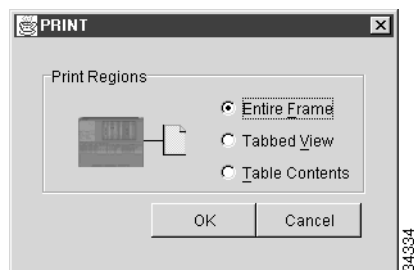 PRINT
Print Regions
Entire Frame
Tabbed View
Table Contents
OK
Cancel
34334